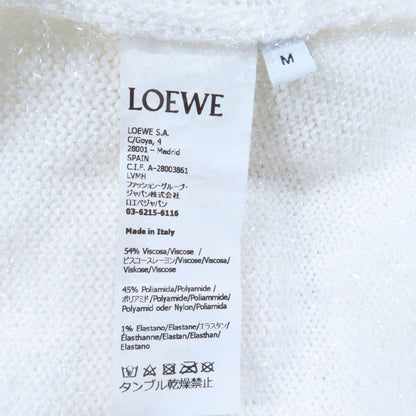 M
LOEWE
LOEWE S.A.
C/Goya, 4
28001 - Madrid
SPAIN
C.I.F. A-28003861
LVMH
ファッション・グループ・
ジャパン株式会社
ロエベジャパン
03-6215-6116
Made in Italy
54% Viscosa/Viscose /
ビスコースレーヨン/Viscose/Viscosa/
Viskose/Viscose
45% Poliamida/Polyamide /
ポリアミド/Polyamide/Poliammide/
Polyamid oder Nylon/Poliamida
1% Elastano/Elastane/エラスタン/
Élasthanne/Elastan/Elasthan/
Elastano
タンブル乾燥禁止